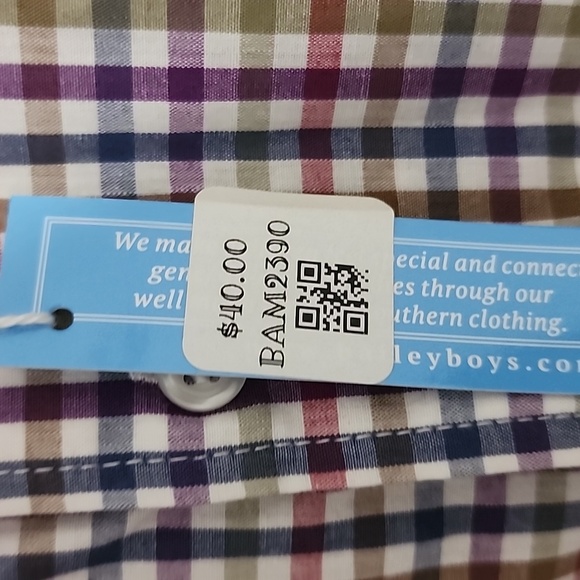 We ma
gen
well
ecial and connec
es through our
uthern clothing.
leyboys.co
$40.00
BAM2390